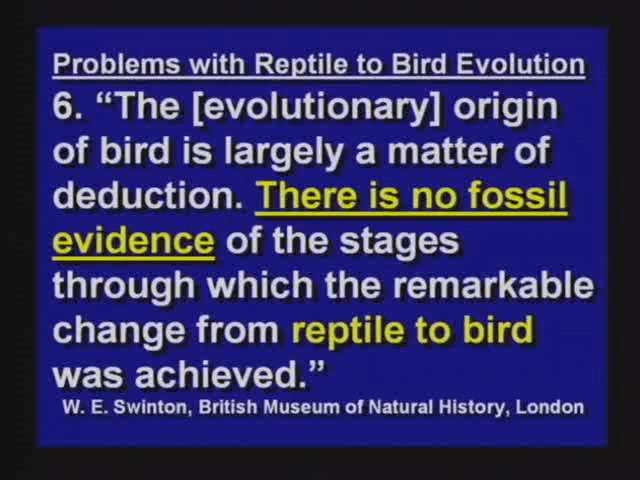 Problems with Reptile to Bird Evolution
6. “The [evolutionary] origin
of bird is largely a matter of
deduction. There is no fossil
evidence of the stages
through which the remarkable
change from reptile to bird
was achieved.”
W. E. Swinton, British Museum of Natural History, London